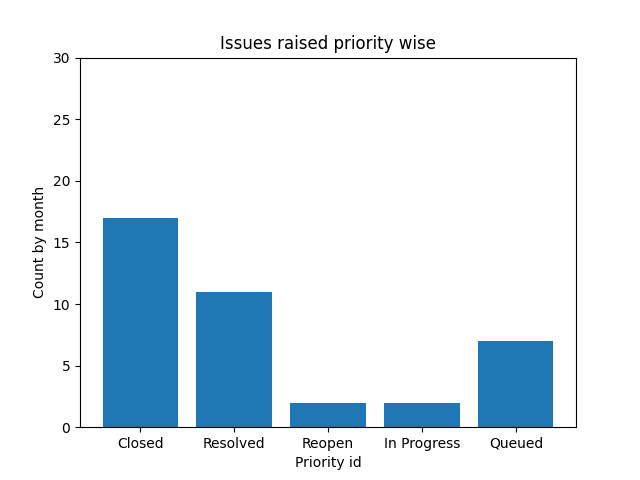 Issues raised priority wise
30
25
20
15
10
5
0
Count by month
Closed Resolved Reopen In Progress Queued
Priority id